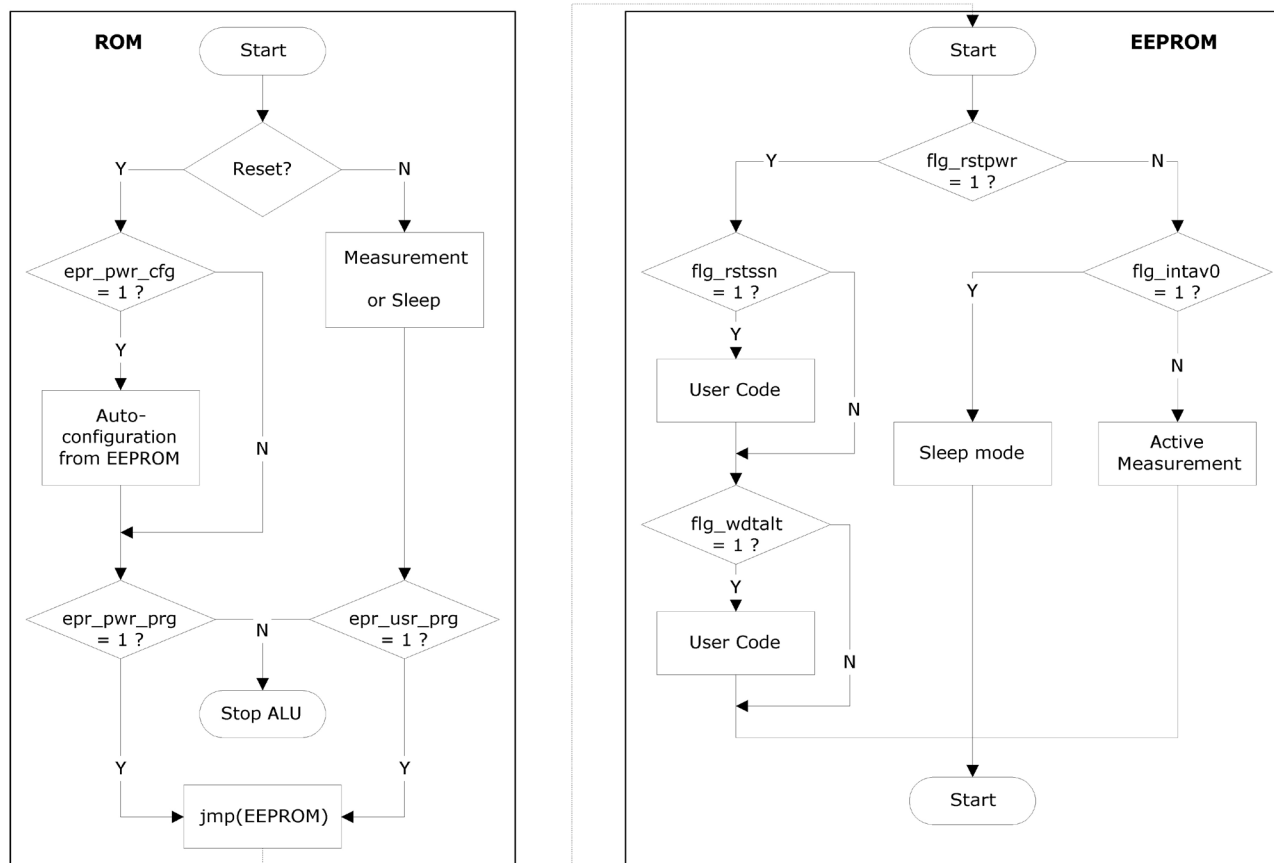 ROM
Start
Reset?
Y
N
epr_pwr_cfg
= 1 ?
Measurement
or Sleep
Y
Auto-
configuration
from EEPROM
N
epr_pwr_prg
= 1 ?
N
epr_usr_prg
= 1 ?
Stop ALU
Y
Y
jmp(EEPROM)
EEPROM
Start
flg_rstpwr
= 1 ?
Y
N
flg_rstssn
= 1 ?
flg_intav0
= 1 ?
Y
Y
N
User Code
N
Sleep mode
Active
Measurement
flg_wdtalt
= 1 ?
Y
User Code
N
Start